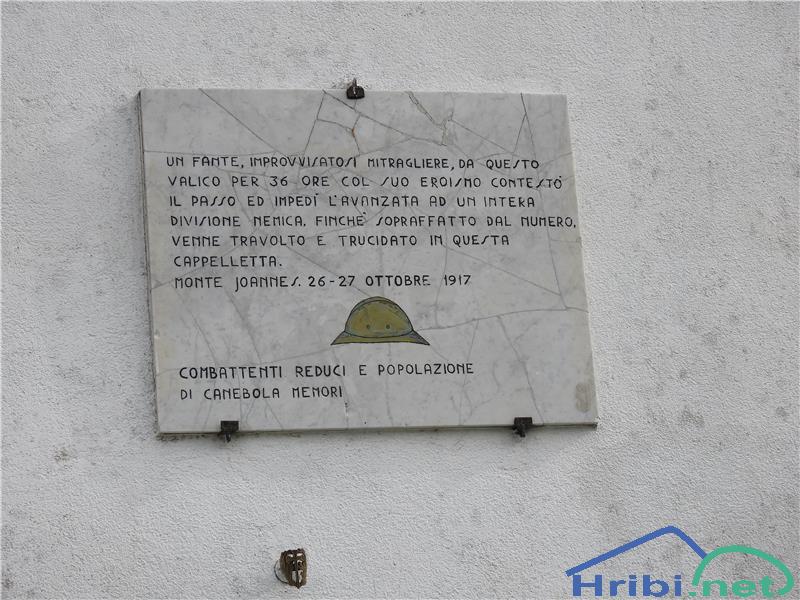 UN FANTE, IMPROVVISATOSI MITRAGLIERE, DA QUESTO
VALICO PER 36 ORE COL SUO EROISMO CONTESTÒ
IL PASSO ED IMPEDÌ L'AVANZATA AD UN INTERA
DIVISIONE NEMICA. FINCHÈ SOPRAFFATTO DAL NUMERO,
VENNE TRAVOLTO E TRUCIDATO IN QUESTA
CAPPELLETTA.
MONTE JOANNES. 26-27 OTTOBRE 1917
COMBATTENTI REDUCI E POPOLAZIONE
DI CANEBOLA MEMORI
Hribi.net